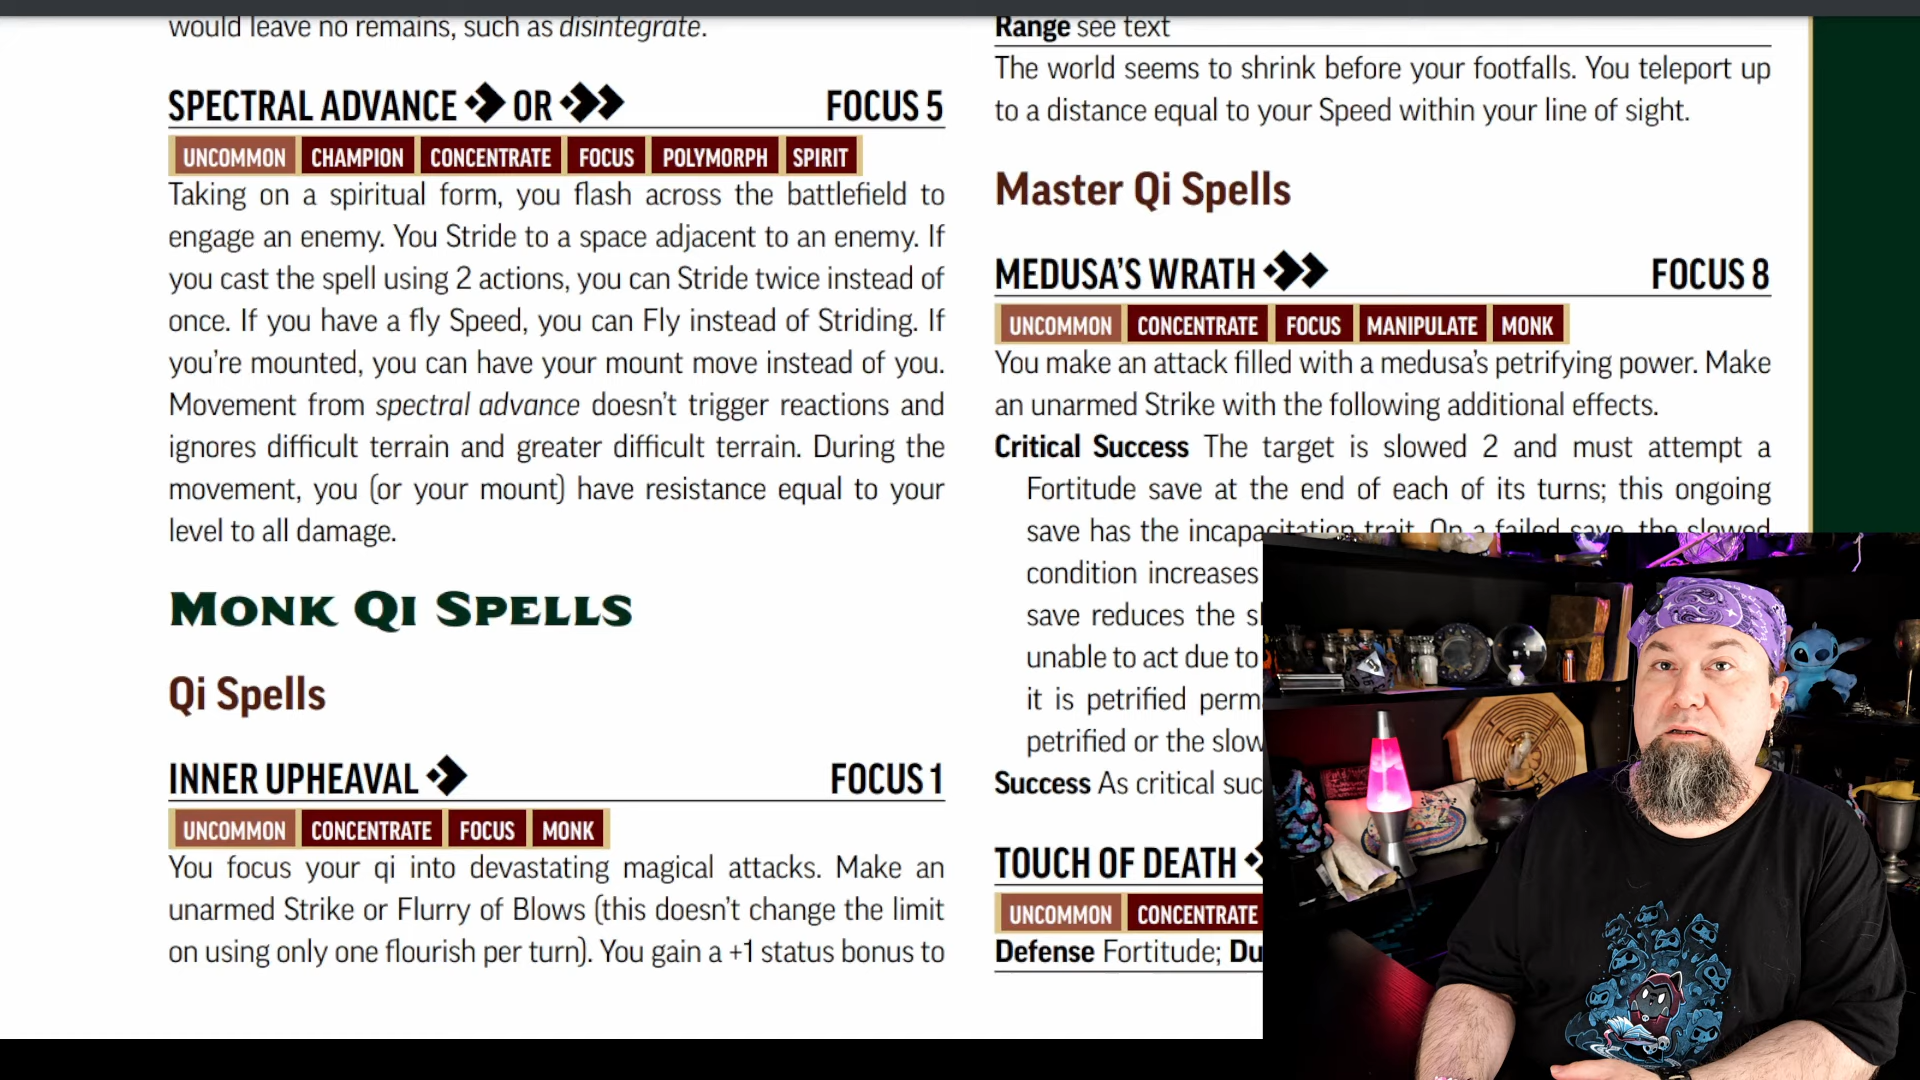 would leave no remains, such as disintegrate.
SPECTRAL ADVANCE OR FOCUS 5
UNCOMMON CHAMPION CONCENTRATE FOCUS POLYMORPH SPIRIT
Taking on a spiritual form, you flash across the battlefield to
engage an enemy. You Stride to a space adjacent to an enemy. If
you cast the spell using 2 actions, you can Stride twice instead of
once. If you have a fly Speed, you can Fly instead of Striding. If
you're mounted, you can have your mount move instead of you.
Movement from spectral advance doesn't trigger reactions and
ignores difficult terrain and greater difficult terrain. During the
movement, you (or your mount) have resistance equal to your
level to all damage.
MONK QI SPELLS
Qi Spells
INNER UPHEAVAL FOCUS 1
UNCOMMON CONCENTRATE FOCUS MONK
You focus your qi into devastating magical attacks. Make an
unarmed Strike or Flurry of Blows (this doesn't change the limit
on using only one flourish per turn). You gain a +1 status bonus to
Range see text
The world seems to shrink before your footfalls. You teleport up
to a distance equal to your Speed within your line of sight.
Master Qi Spells
MEDUSA'S WRATH FOCUS 8
UNCOMMON CONCENTRATE FOCUS MANIPULATE MONK
You make an attack filled with a medusa's petrifying power. Make
an unarmed Strike with the following additional effects.
Critical Success The target is slowed 2 and must attempt a
Fortitude save at the end of each of its turns; this ongoing
save has the incapacitation trait. On a failed save, the slowed
condition increases
save reduces the
unable to act due to
it is petrified
petrified or the
Success As critical
TOUCH OF DEATH
UNCOMMON CONCENTRATE
Defense Fortitude;